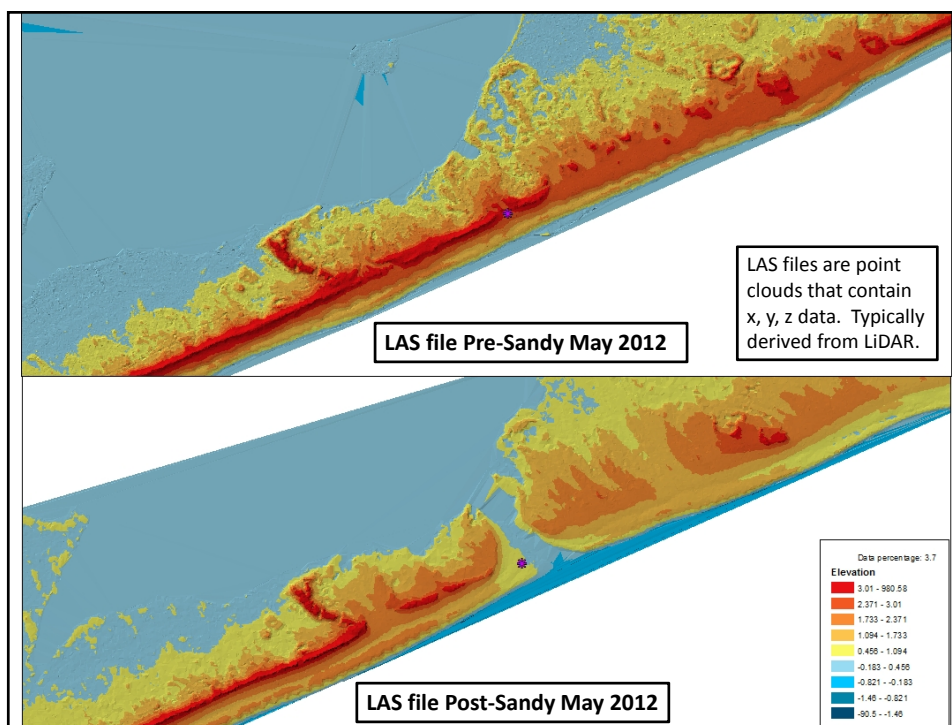 LAS files are point
clouds that contain
x, y, z data. Typically
derived from LiDAR.
LAS file Pre-Sandy May 2012
Data percentage: 3.7
Elevation
3.01 - 980.58
2.371 - 3.01
1.733 - 2.371
1.094 - 1.733
0.456 - 1.094
-0.183 - 0.456
-0.821 - -0.183
-1.46 - -0.821
-90.5 - -1.46
LAS file Post-Sandy May 2012